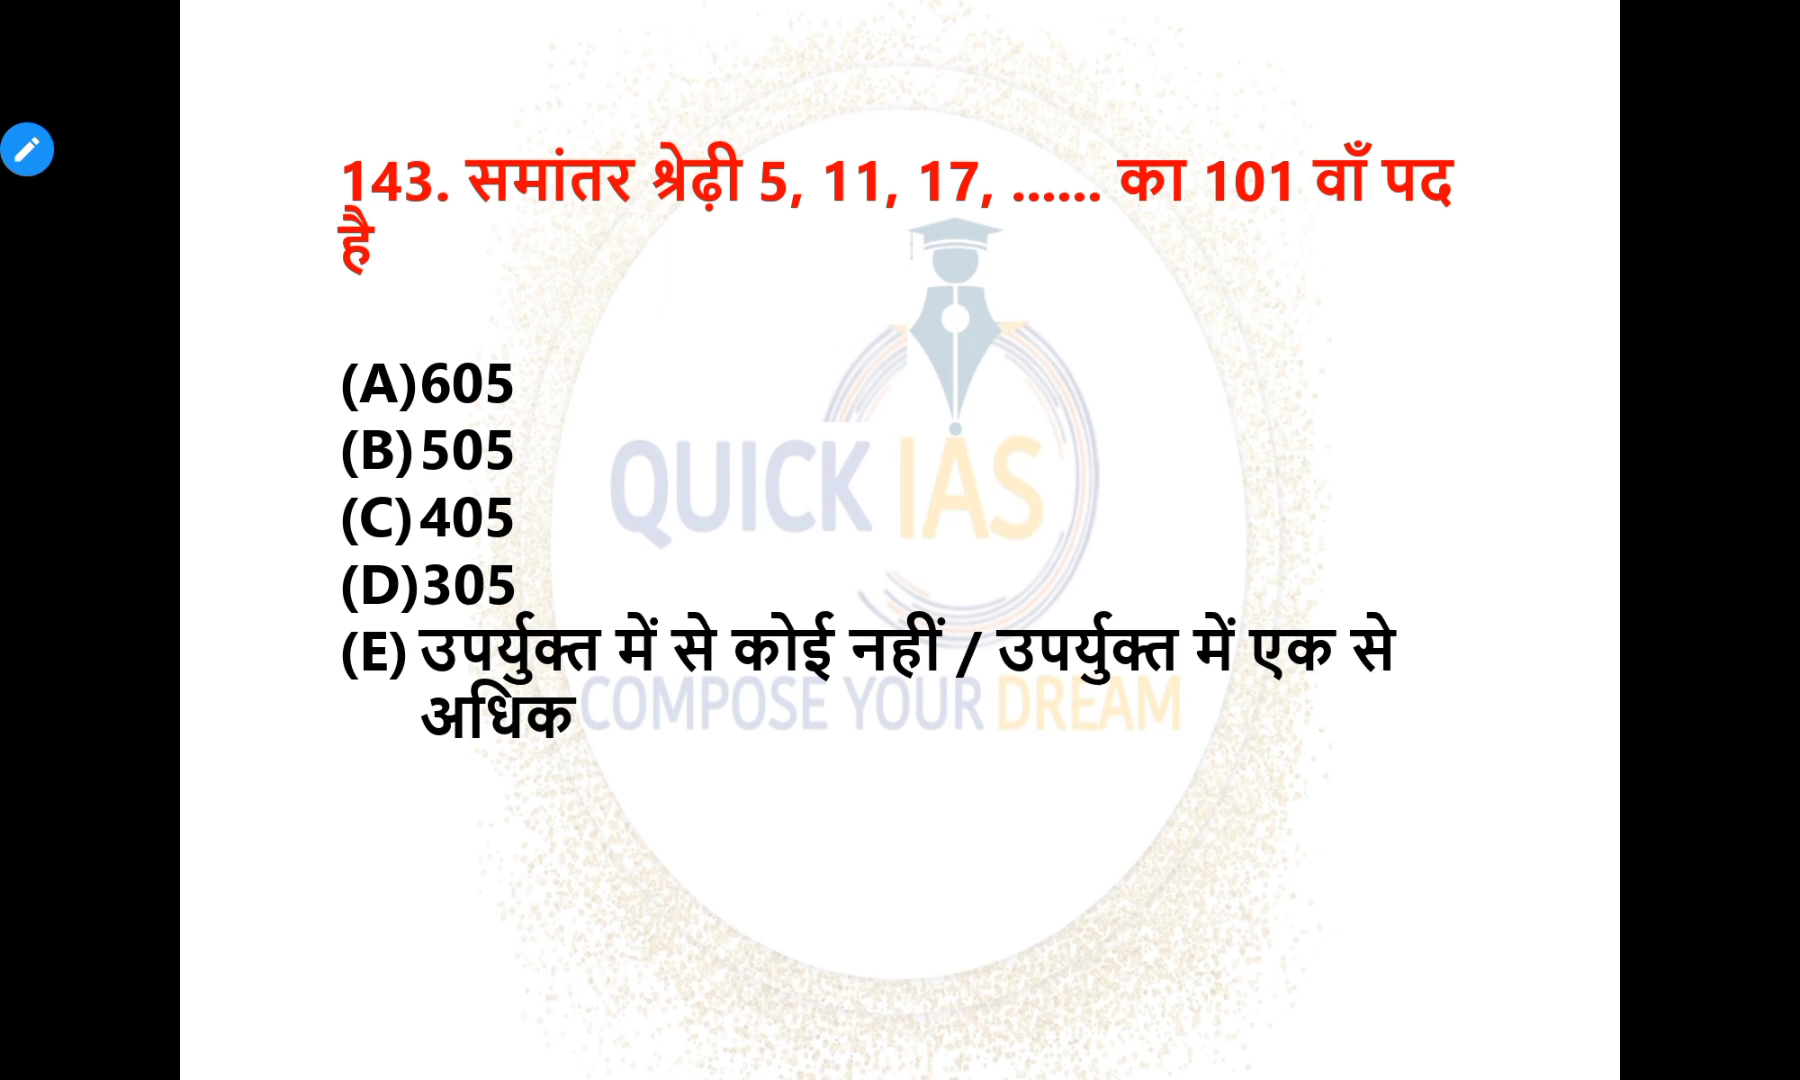 143. समांतर श्रेढ़ी 5, 11, 17, ...... का 101 वाँ पद
है
(A)605
(B)505
(C)405
(D)305
(E) उपर्युक्त में से कोई नहीं / उपर्युक्त में एक से
अधिक
QUICK IAS
COMPOSE YOUR DREAM